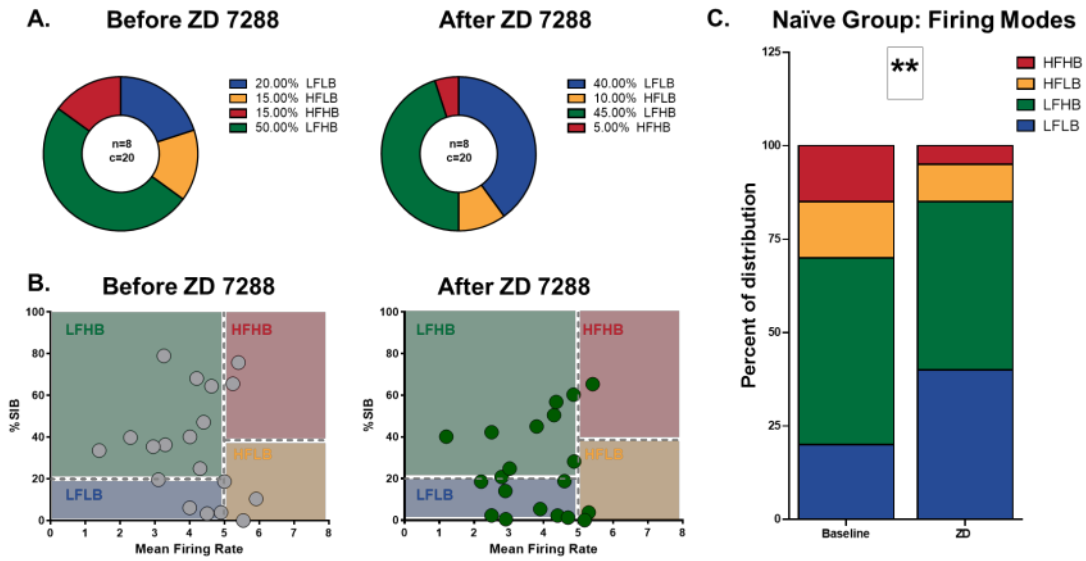 A.
Before ZD 7288
n=8
c=20
20.00% LFLB
15.00% HFLB
15.00% HFHB
50.00% LFHB
After ZD 7288
n=8
c=20
40.00% LFLB
10.00% HFLB
45.00% LFHB
5.00% HFHB
B.
Before ZD 7288
% SIB
100
80
60
40
20
0
LFHB
HFHB
HFLB
LFLB
0 1 2 3 4 5 6 7 8
Mean Firing Rate
After ZD 7288
% SIB
100
80
60
40
20
0
LFHB
HFHB
HFLB
LFLB
0 1 2 3 4 5 6 7 8
Mean Firing Rate
C.
Naïve Group: Firing Modes
**
HFHB
HFLB
LFHB
LFLB
Percent of distribution
125
100
75
50
25
0
Baseline ZD